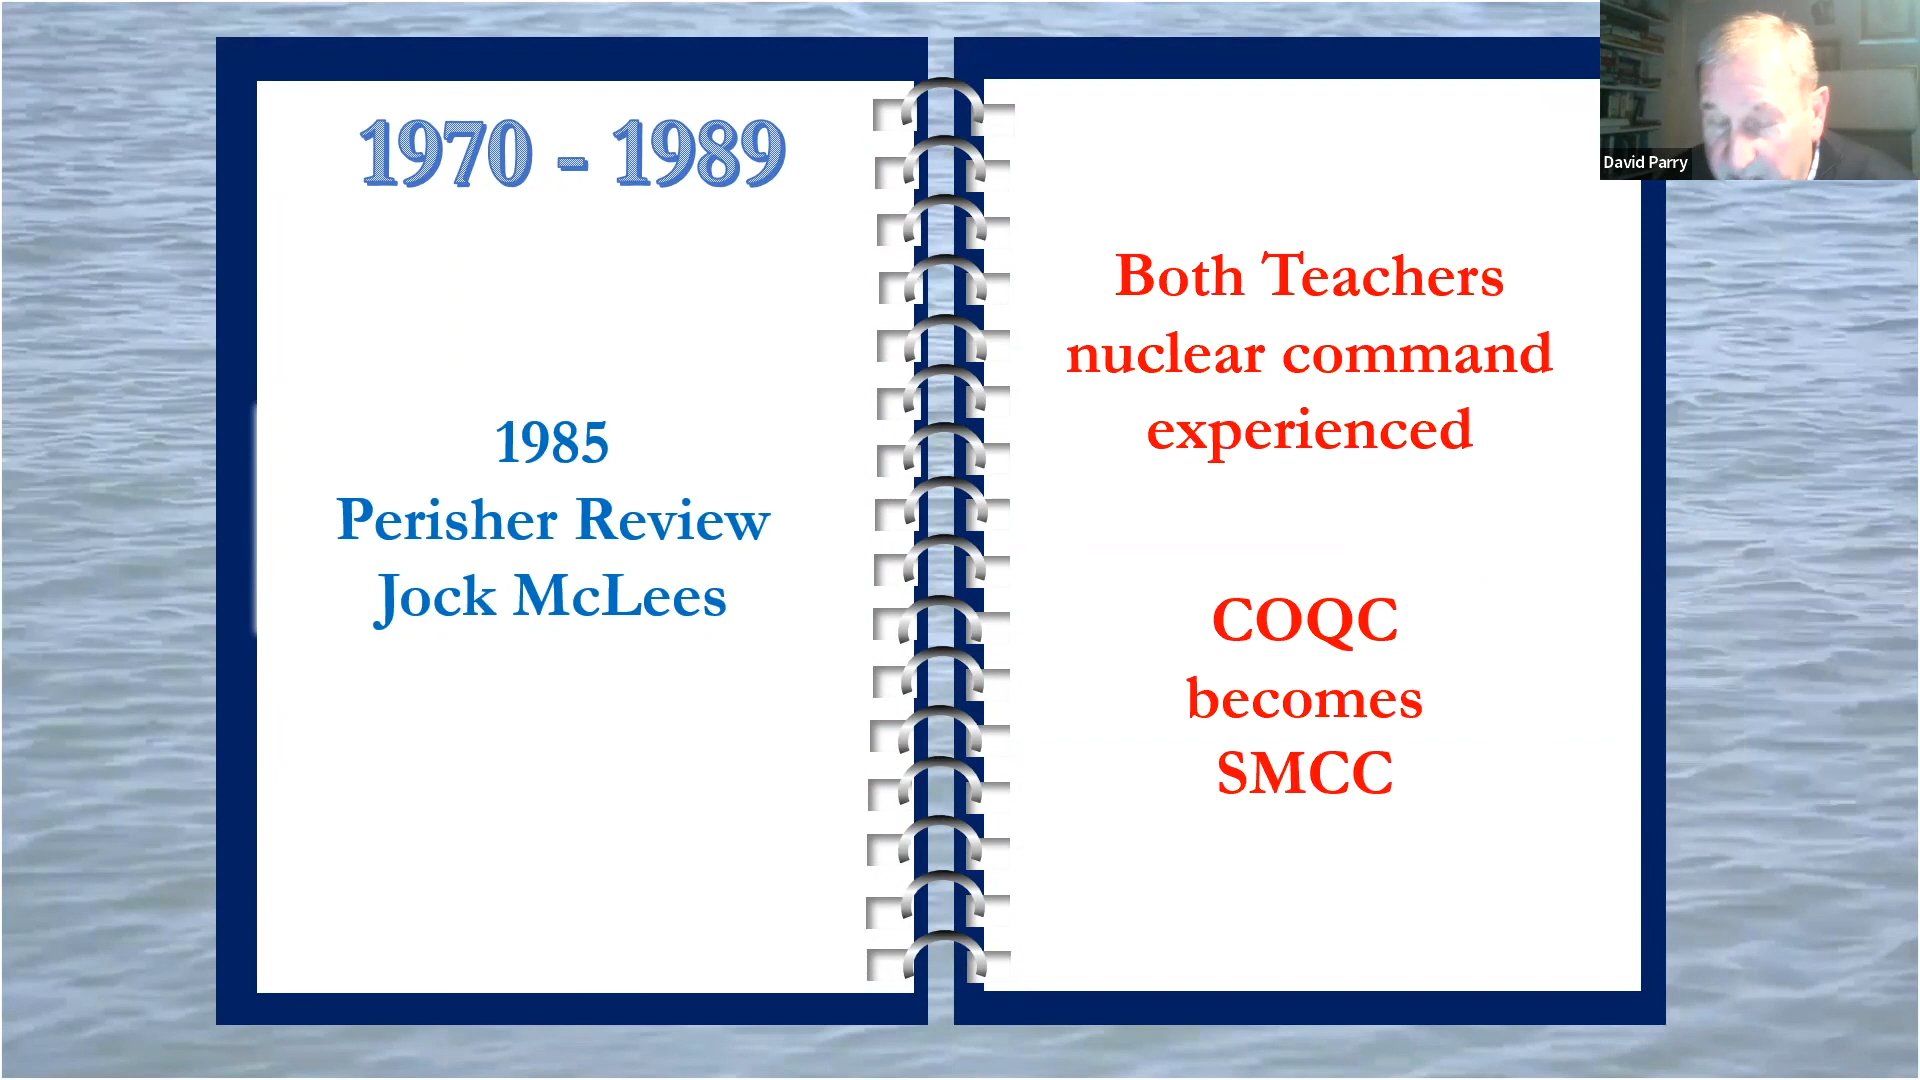 1970 - 1989
1985
Perisher Review
Jock McLees
Both Teachers
nuclear command
experienced
COQC
becomes
SMCC
David Parry